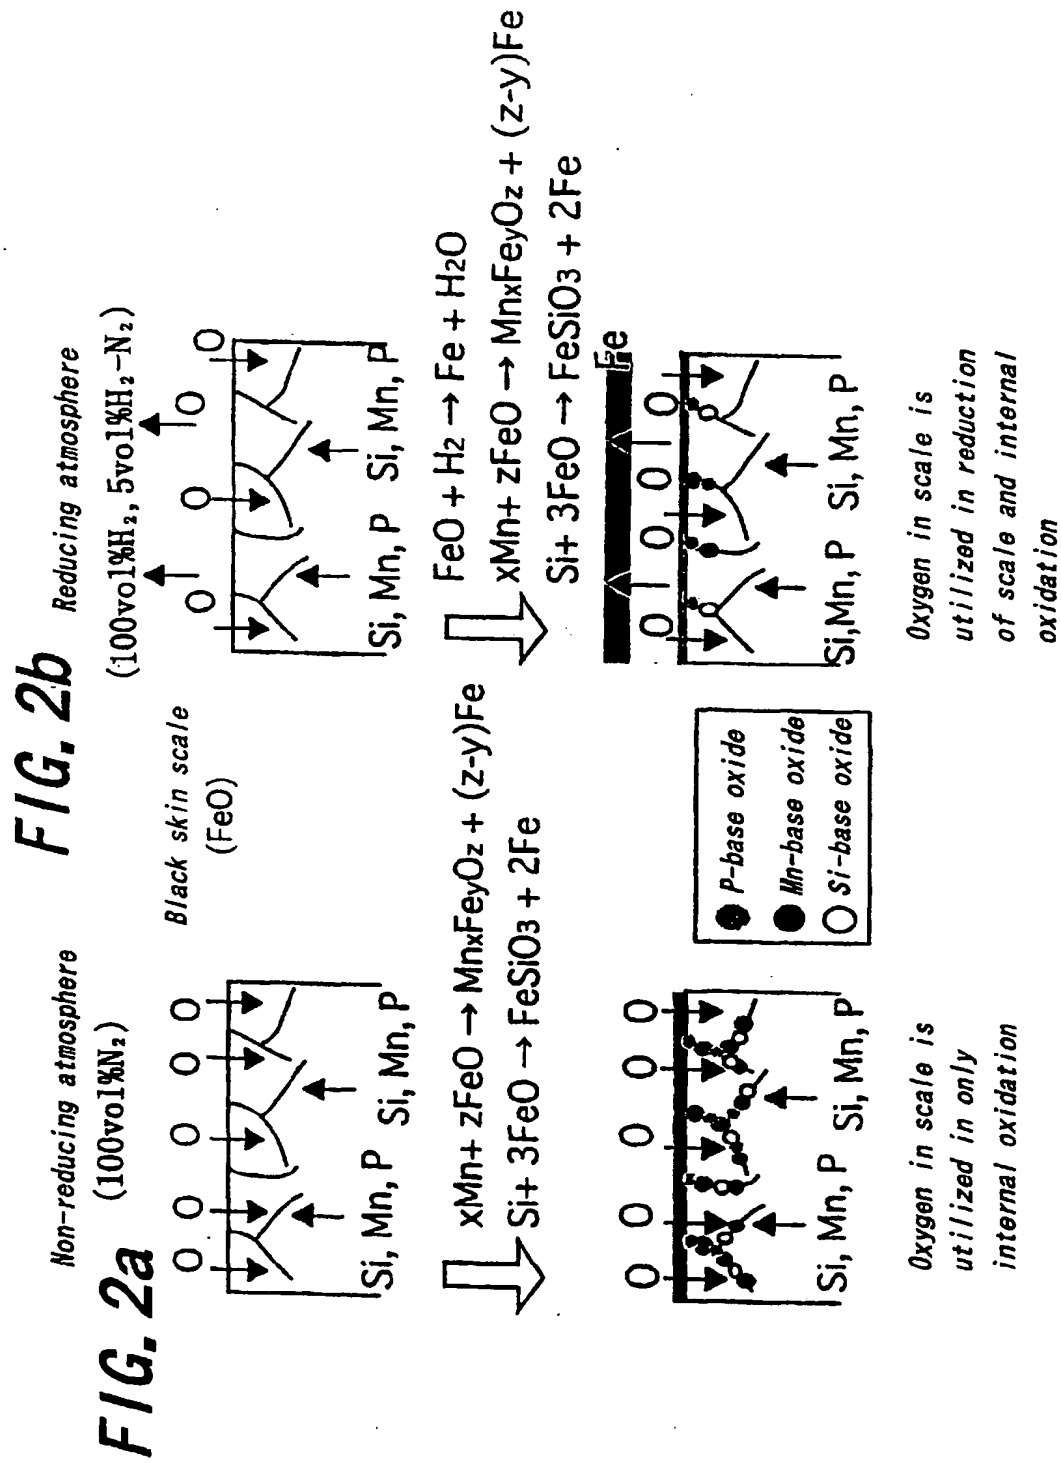 FIG. 2a
Non-reducing atmosphere
(100vol%N₂)
O O O O O
Si, Mn, P Si, Mn, P
xMn+ zFeO → MnxFeyOz + (z-y)Fe
Si+ 3FeO → FeSiO3 + 2Fe
O O O O O
Si, Mn, P Si, Mn, P
Oxygen in scale is
utilized in only
internal oxidation
Black skin scale
(FeO)
P-base oxide
Mn-base oxide
Si-base oxide
FIG. 2b
Reducing atmosphere
(100vol%H₂, 5vol%H₂-N₂)
O O O O
Si, Mn, P Si, Mn, P
FeO + H2 → Fe + H2O
xMn+ zFeO → MnxFeyOz + (z-y)Fe
Si+ 3FeO → FeSiO3 + 2Fe
Fe
O O O O
Si,Mn, P Si, Mn, P
Oxygen in scale is
utilized in reduction
of scale and internal
oxidation